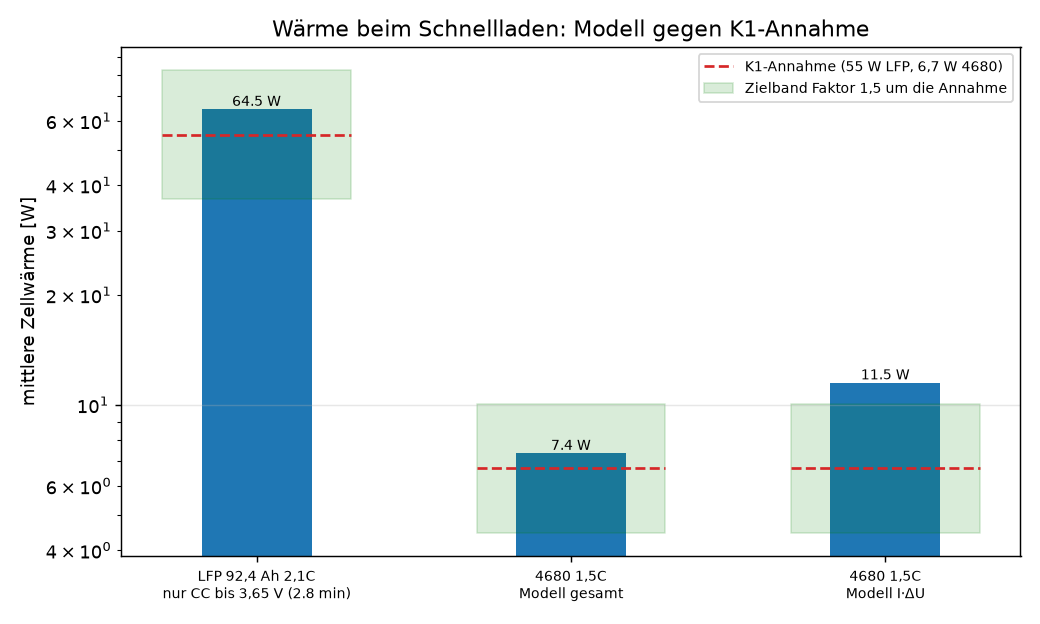 Wärme beim Schnellladen: Modell gegen K1-Annahme
K1-Annahme (55 W LFP, 6,7 W 4680)
Zielband Faktor 1,5 um die Annahme
mittlere Zellwärme [W]
6 × 10¹
4 × 10¹
3 × 10¹
2 × 10¹
10¹
6 × 10⁰
4 × 10⁰
64.5 W
7.4 W
11.5 W
LFP 92,4 Ah 2,1C
nur CC bis 3,65 V (2.8 min)
4680 1,5C
Modell gesamt
4680 1,5C
Modell I·ΔU